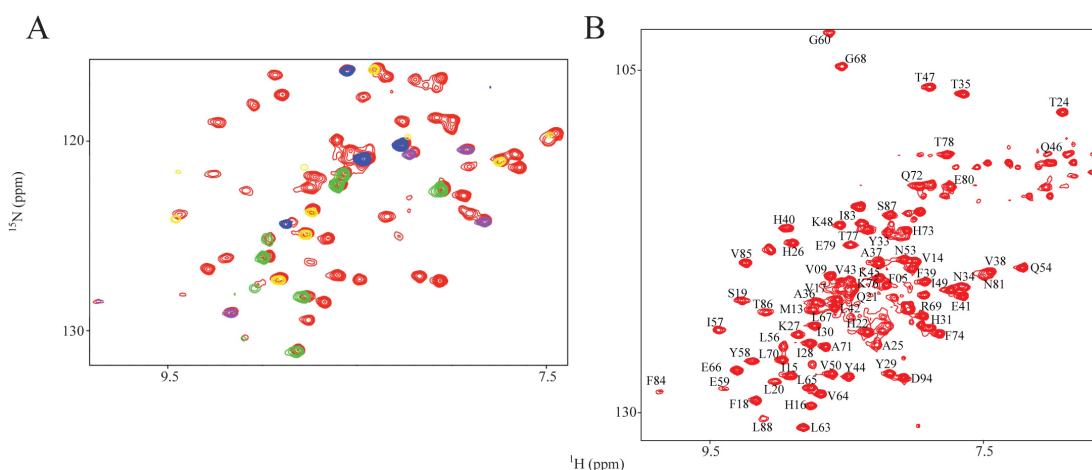 A
B
¹⁵N (ppm)
120
130
9.5
7.5
¹H (ppm)
105
130
9.5
7.5
G60
G68
T47
T35
T24
T78
Q46
Q72
E80
S87
I83
K48
H40
H73
T77
Y33
E79
H26
A37
N53
V85
V14
V38
Q54
V09
V43
K45
F39
N34
N81
K76
F05
I49
V17
Q21
E41
S19
A36
L42
R69
T86
M13
L67
H31
I57
K27
I30
H22
F74
L56
I28
A71
A25
Y58
L70
E66
I15
V50
Y44
Y29
D94
F84
E59
L20
L65
V64
F18
H16
L88
L63